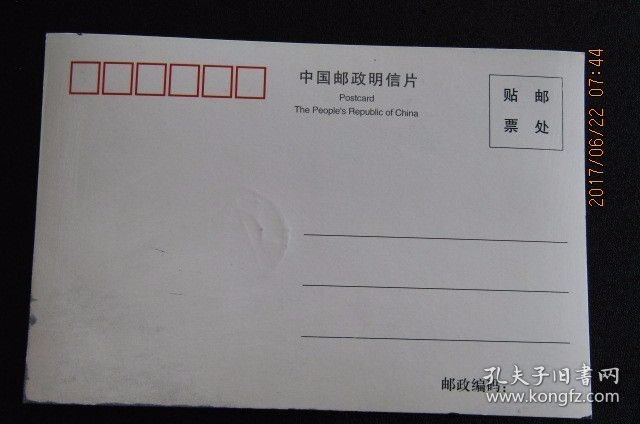 中国邮政明信片
Postcard
The People's Republic of China
贴 邮
票 处
邮政编码：
2017/06/22 07:44
孔夫子旧书网
www.kongfz.com